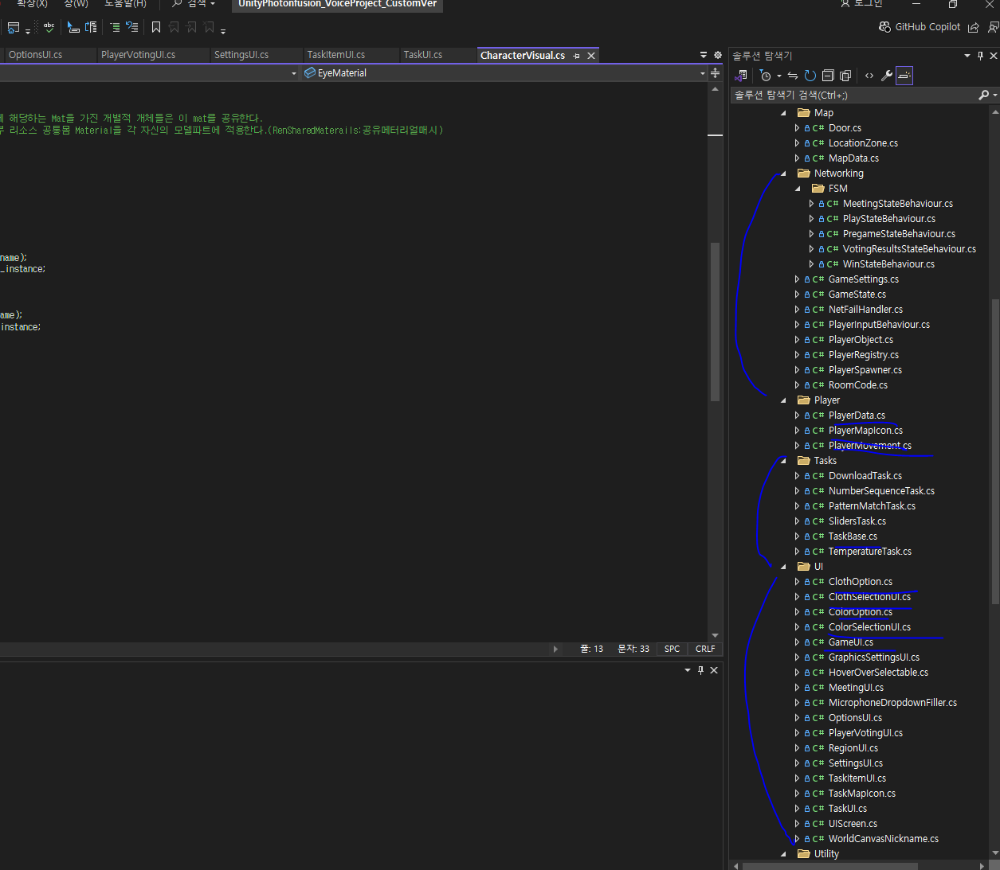 확장(X) 창(W) 도움말(H) 검색 UnityPhotonfusion_VoiceProject_CustomVer 로그인
abc GitHub Copilot
OptionsUI.cs PlayerVotingUI.cs SettingsUI.cs TaskItemUI.cs TaskUI.cs CharacterVisual.cs
EyeMaterial
해당하는 Mat을 가진 개별적 개체들은 이 mat를 공유한다.
리소스 공통몸 Material을 각 자신의 모델파트에 적용한다.(RenSharedMaterails:공유메터리얼매시)
name);
_instance;
ame);
instance;
줄: 13 문자: 33 SPC CRLF
솔루션 탐색기
솔루션 탐색기 검색(Ctrl+;)
Map
C# Door.cs
C# LocationZone.cs
C# MapData.cs
Networking
FSM
C# MeetingStateBehaviour.cs
C# PlayStateBehaviour.cs
C# PregameStateBehaviour.cs
C# VotingResultsStateBehaviour.cs
C# WinStateBehaviour.cs
C# GameSettings.cs
C# GameState.cs
C# NetFailHandler.cs
C# PlayerInputBehaviour.cs
C# PlayerObject.cs
C# PlayerRegistry.cs
C# PlayerSpawner.cs
C# RoomCode.cs
Player
C# PlayerData.cs
C# PlayerMapIcon.cs
C# PlayerMovement.cs
Tasks
C# DownloadTask.cs
C# NumberSequenceTask.cs
C# PatternMatchTask.cs
C# SlidersTask.cs
C# TaskBase.cs
C# TemperatureTask.cs
UI
C# ClothOption.cs
C# ClothSelectionUI.cs
C# ColorOption.cs
C# ColorSelectionUI.cs
C# GameUI.cs
C# GraphicsSettingsUI.cs
C# HoverOverSelectable.cs
C# MeetingUI.cs
C# MicrophoneDropdownFiller.cs
C# OptionsUI.cs
C# PlayerVotingUI.cs
C# RegionUI.cs
C# SettingsUI.cs
C# TaskItemUI.cs
C# TaskMapIcon.cs
C# TaskUI.cs
C# UIScreen.cs
C# WorldCanvasNickname.cs
Utility